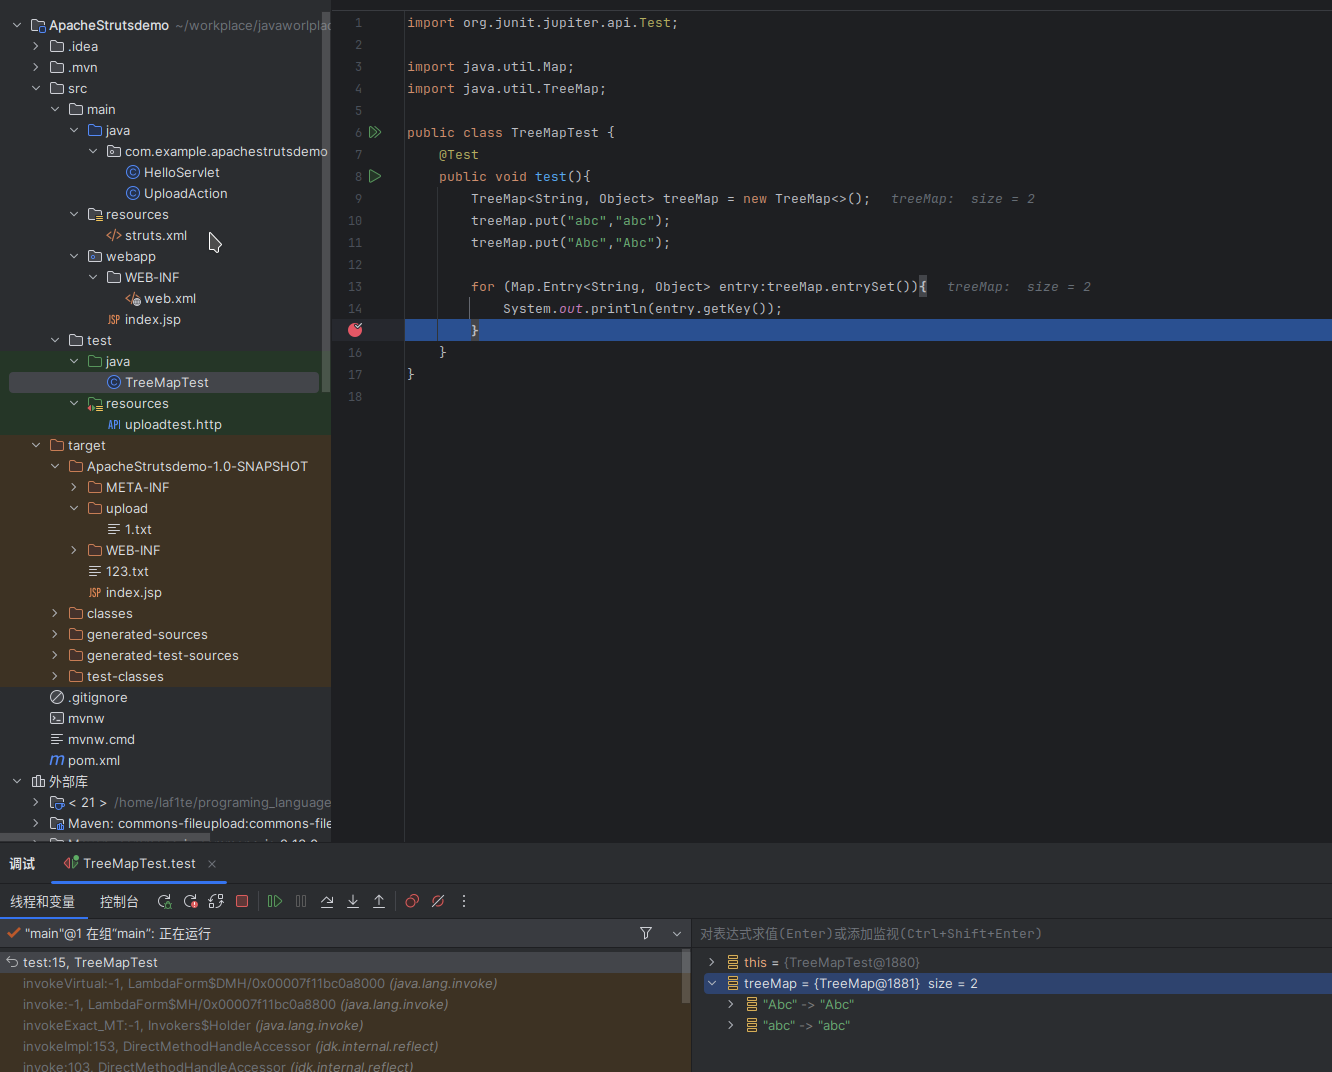 ApacheStrutsdemo ~/workplace/javaworlplac
.idea
.mvn
src
main
java
com.example.apachestrutsdemo
HelloServlet
UploadAction
resources
struts.xml
webapp
WEB-INF
web.xml
index.jsp
test
java
TreeMapTest
resources
uploadtest.http
target
ApacheStrutsdemo-1.0-SNAPSHOT
META-INF
upload
1.txt
WEB-INF
123.txt
index.jsp
classes
generated-sources
generated-test-sources
test-classes
.gitignore
mvnw
mvnw.cmd
pom.xml
外部库
< 21 > /home/laf1te/programing_language
Maven: commons-fileupload:commons-file
1 import org.junit.jupiter.api.Test;
2
3 import java.util.Map;
4 import java.util.TreeMap;
5
6 public class TreeMapTest {
7 @Test
8 public void test(){
9 TreeMap<String, Object> treeMap = new TreeMap<>(); treeMap: size = 2
10 treeMap.put("abc","abc");
11 treeMap.put("Abc","Abc");
12
13 for (Map.Entry<String, Object> entry:treeMap.entrySet()){ treeMap: size = 2
14 System.out.println(entry.getKey());
}
16 }
17 }
18
调试 TreeMapTest.test
线程和变量 控制台
"main"@1 在组"main": 正在运行
test:15, TreeMapTest
invokeVirtual:-1, LambdaForm$DMH/0x00007f11bc0a8000 (java.lang.invoke)
invoke:-1, LambdaForm$MH/0x00007f11bc0a8800 (java.lang.invoke)
invokeExact_MT:-1, Invokers$Holder (java.lang.invoke)
invokeImpl:153, DirectMethodHandleAccessor (jdk.internal.reflect)
invoke:103, DirectMethodHandleAccessor (jdk.internal.reflect)
对表达式求值(Enter)或添加监视(Ctrl+Shift+Enter)
this = {TreeMapTest@1880}
treeMap = {TreeMap@1881} size = 2
"Abc" -> "Abc"
"abc" -> "abc"